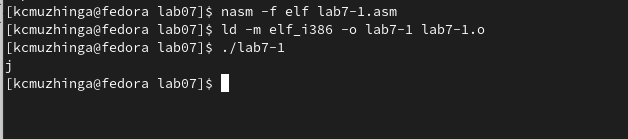 [kcmuzhinga@fedora lab07]$ nasm -f elf lab7-1.asm
[kcmuzhinga@fedora lab07]$ ld -m elf_i386 -o lab7-1 lab7-1.o
[kcmuzhinga@fedora lab07]$ ./lab7-1
j
[kcmuzhinga@fedora lab07]$